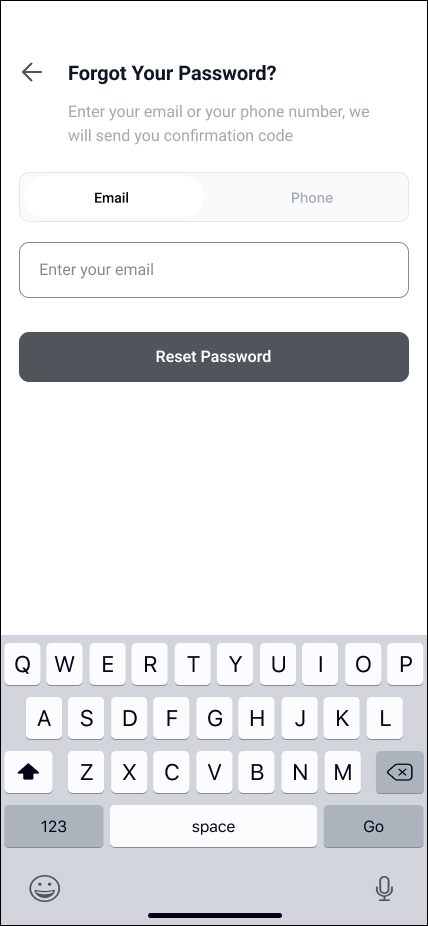 Forgot Your Password?
Enter your email or your phone number, we
will send you confirmation code
Email Phone
Enter your email
Reset Password
Q W E R T Y U I O P
A S D F G H J K L
Z X C V B N M
123 space Go